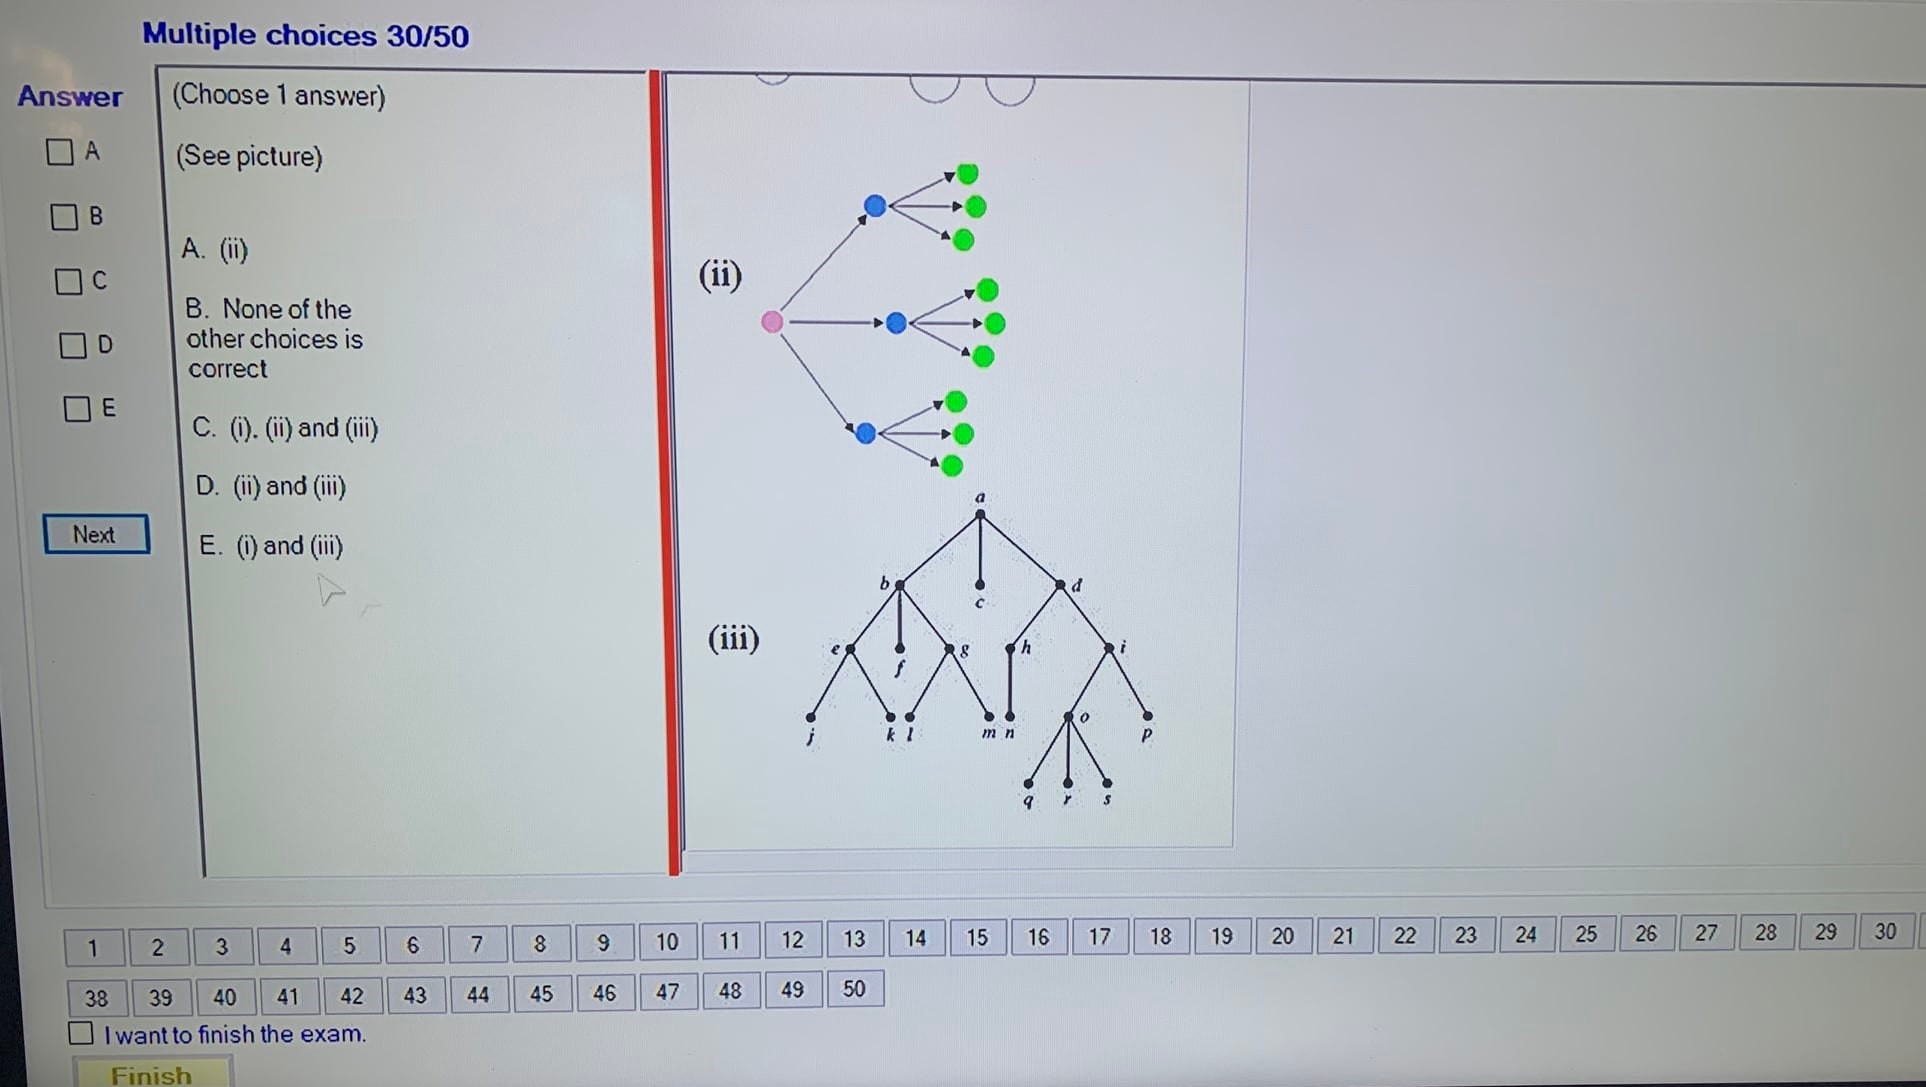 Multiple choices 30/50
Answer
A
B
C
D
E
Next
(Choose 1 answer)
(See picture)
A. (ii)
B. None of the
other choices is
correct
C. (i). (ii) and (iii)
D. (ii) and (iii)
E. (i) and (iii)
(ii)
(iii)
a
b
c
d
e
f
g
h
i
j
k l
m n
o
p
q
r
s
1 2 3 4 5 6 7 8 9 10 11 12 13 14 15 16 17 18 19 20 21 22 23 24 25 26 27 28 29 30
38 39 40 41 42 43 44 45 46 47 48 49 50
I want to finish the exam.
Finish